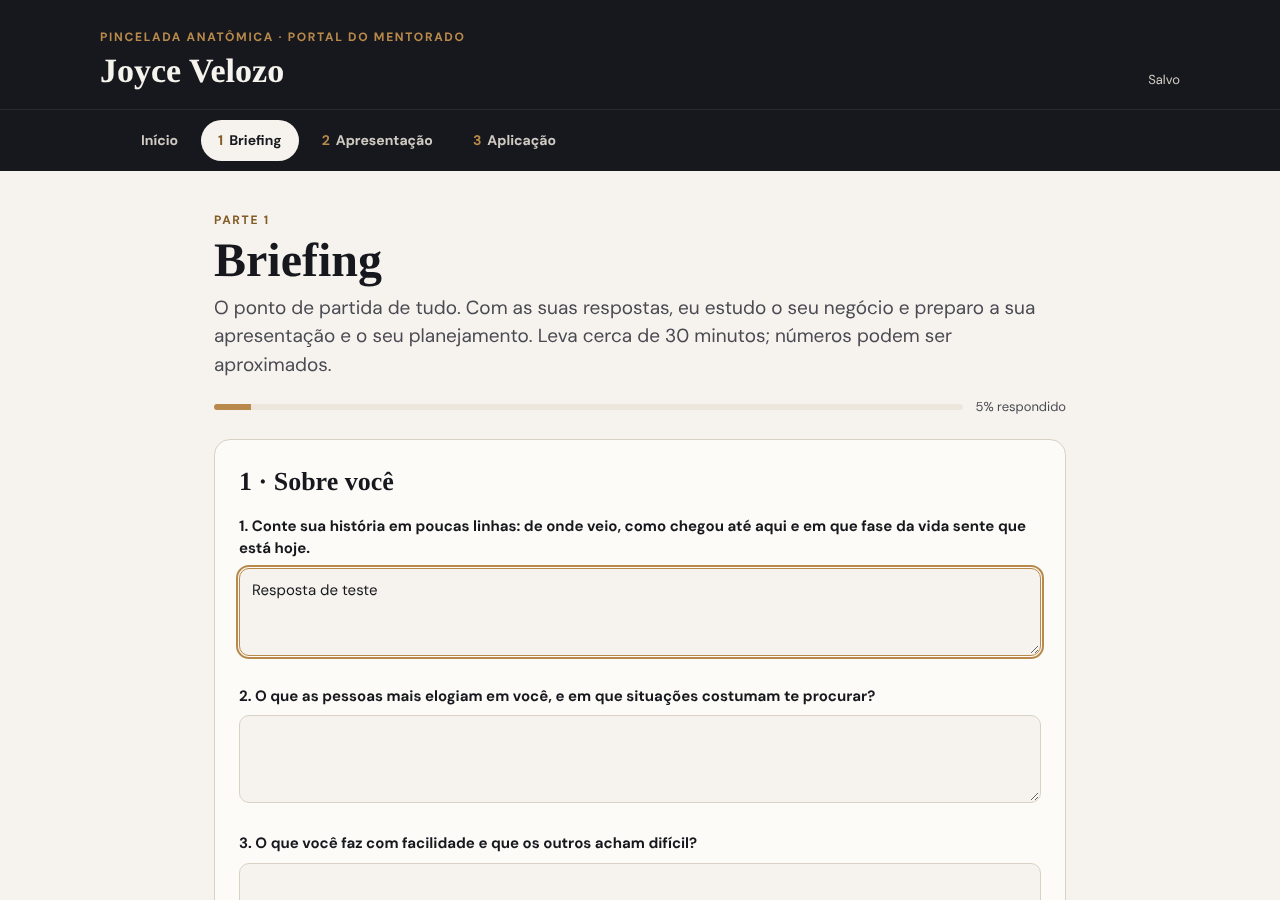 PINCELADA ANATÔMICA · PORTAL DO MENTORADO
Joyce Velozo
Salvo
Início
1 Briefing
2 Apresentação
3 Aplicação
PARTE 1
Briefing
O ponto de partida de tudo. Com as suas respostas, eu estudo o seu negócio e preparo a sua
apresentação e o seu planejamento. Leva cerca de 30 minutos; números podem ser
aproximados.
5% respondido
1 · Sobre você
1. Conte sua história em poucas linhas: de onde veio, como chegou até aqui e em que fase da vida sente que
está hoje.
Resposta de teste
2. O que as pessoas mais elogiam em você, e em que situações costumam te procurar?
3. O que você faz com facilidade e que os outros acham difícil?